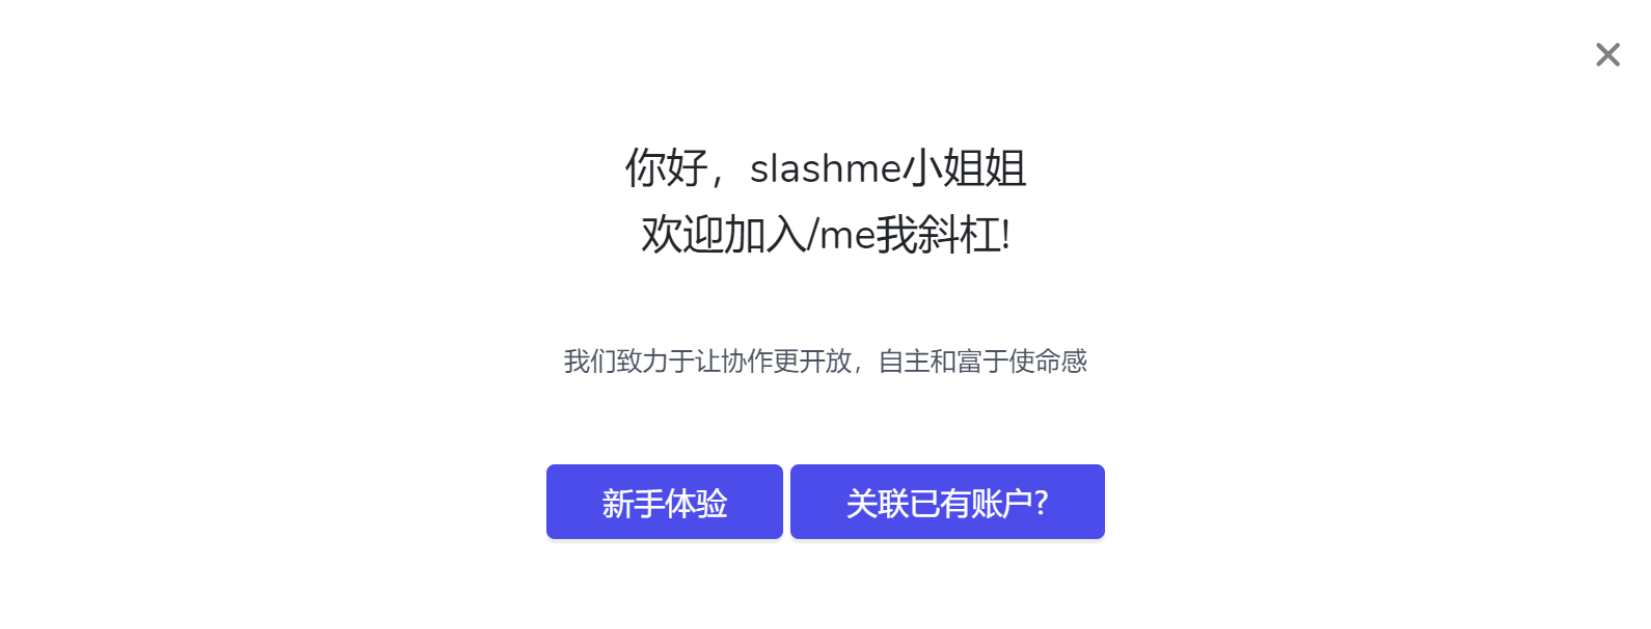 你好，slashme小姐姐
欢迎加入/me我斜杠!
我们致力于让协作更开放，自主和富于使命感
新手体验
关联已有账户?